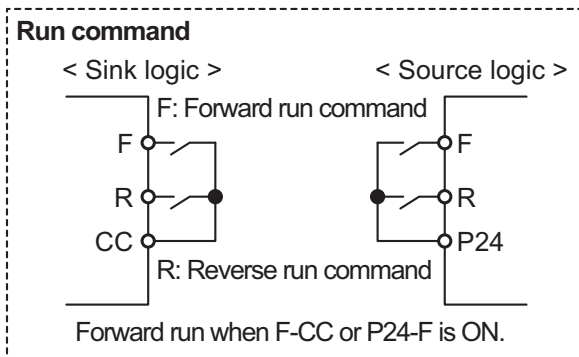 Run command
< Sink logic > < Source logic >
F: Forward run command
F F
R R
CC P24
R: Reverse run command
Forward run when F-CC or P24-F is ON.